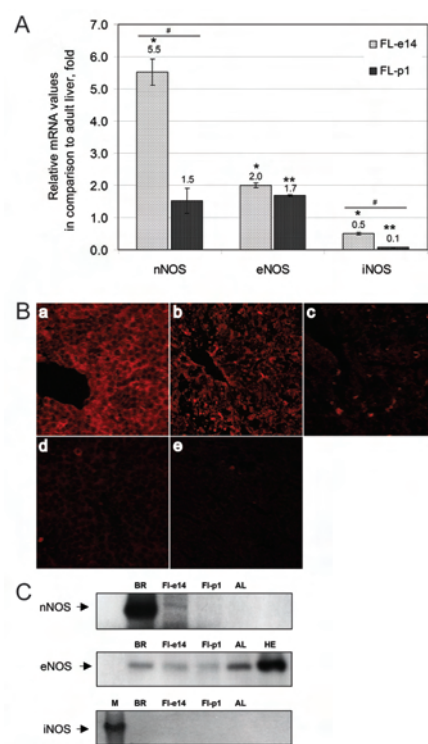 A
Relative mRNA values
in comparison to adult liver, fold
7.0
6.0
5.0
4.0
3.0
2.0
1.0
0.0
FL-e14
FL-p1
#
*
5.5
1.5
*
2.0
**
1.7
#
*
0.5
**
0.1
nNOS
eNOS
iNOS
B
a
b
c
d
e
C
BR Fl-e14 Fl-p1 AL
nNOS
BR Fl-e14 Fl-p1 AL HE
eNOS
M BR Fl-e14 Fl-p1 AL
iNOS